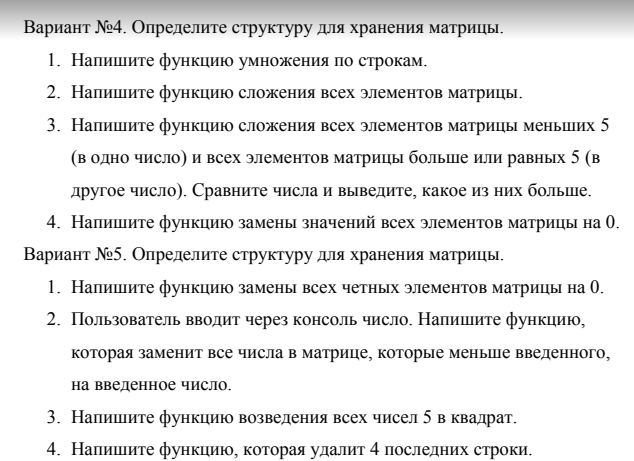 Вариант №4. Определите структуру для хранения матрицы.
1. Напишите функцию умножения по строкам.
2. Напишите функцию сложения всех элементов матрицы.
3. Напишите функцию сложения всех элементов матрицы меньших 5
(в одно число) и всех элементов матрицы больше или равных 5 (в
другое число). Сравните числа и выведите, какое из них больше.
4. Напишите функцию замены значений всех элементов матрицы на 0.
Вариант №5. Определите структуру для хранения матрицы.
1. Напишите функцию замены всех четных элементов матрицы на 0.
2. Пользователь вводит через консоль число. Напишите функцию,
которая заменит все числа в матрице, которые меньше введенного,
на введенное число.
3. Напишите функцию возведения всех чисел 5 в квадрат.
4. Напишите функцию, которая удалит 4 последних строки.